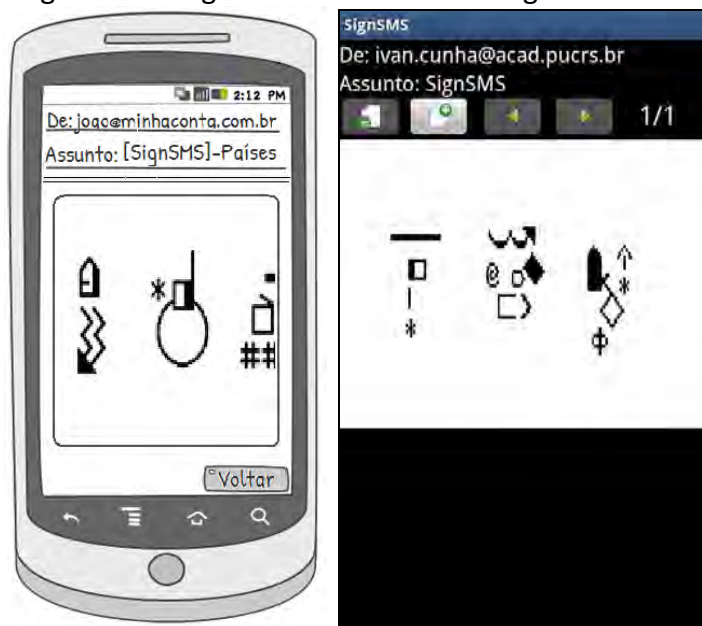 2:12 PM
De: joao@minhaconta.com.br
Assunto: [SignSMS]-Países
##
Voltar
SignSMS
De: ivan.cunha@acad.pucrs.br
Assunto: SignSMS
1/1